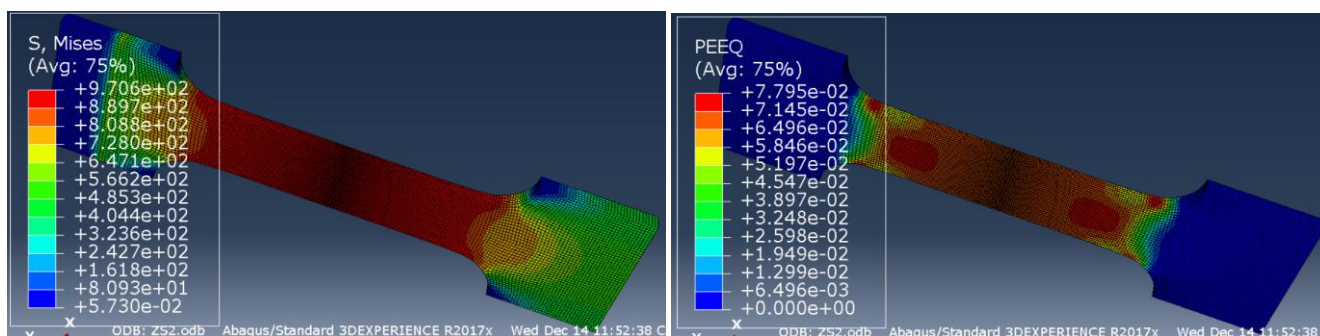 S, Mises
(Avg: 75%)
+9.706e+02
+8.897e+02
+8.088e+02
+7.280e+02
+6.471e+02
+5.662e+02
+4.853e+02
+4.044e+02
+3.236e+02
+2.427e+02
+1.618e+02
+8.093e+01
+5.730e-02
X
ODB: ZS2.odb Abaqus/Standard 3DEXPERIENCE R2017x Wed Dec 14 11:52:38 C
PEEQ
(Avg: 75%)
+7.795e-02
+7.145e-02
+6.496e-02
+5.846e-02
+5.197e-02
+4.547e-02
+3.897e-02
+3.248e-02
+2.598e-02
+1.949e-02
+1.299e-02
+6.496e-03
+0.000e+00
X
ODB: ZS2.odb Abaqus/Standard 3DEXPERIENCE R2017x Wed Dec 14 11:52:38